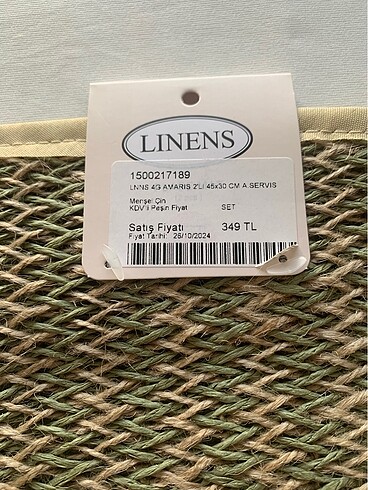 LINENS
1500217189
LNNS 4G AMARIS 2'Lİ 45x30 CM A.SERVIS
Menşei Çin
KDV'li Peşin Fiyat SET
Satış Fiyatı 349 TL
Fiyat Tarihi: 26/10/2024